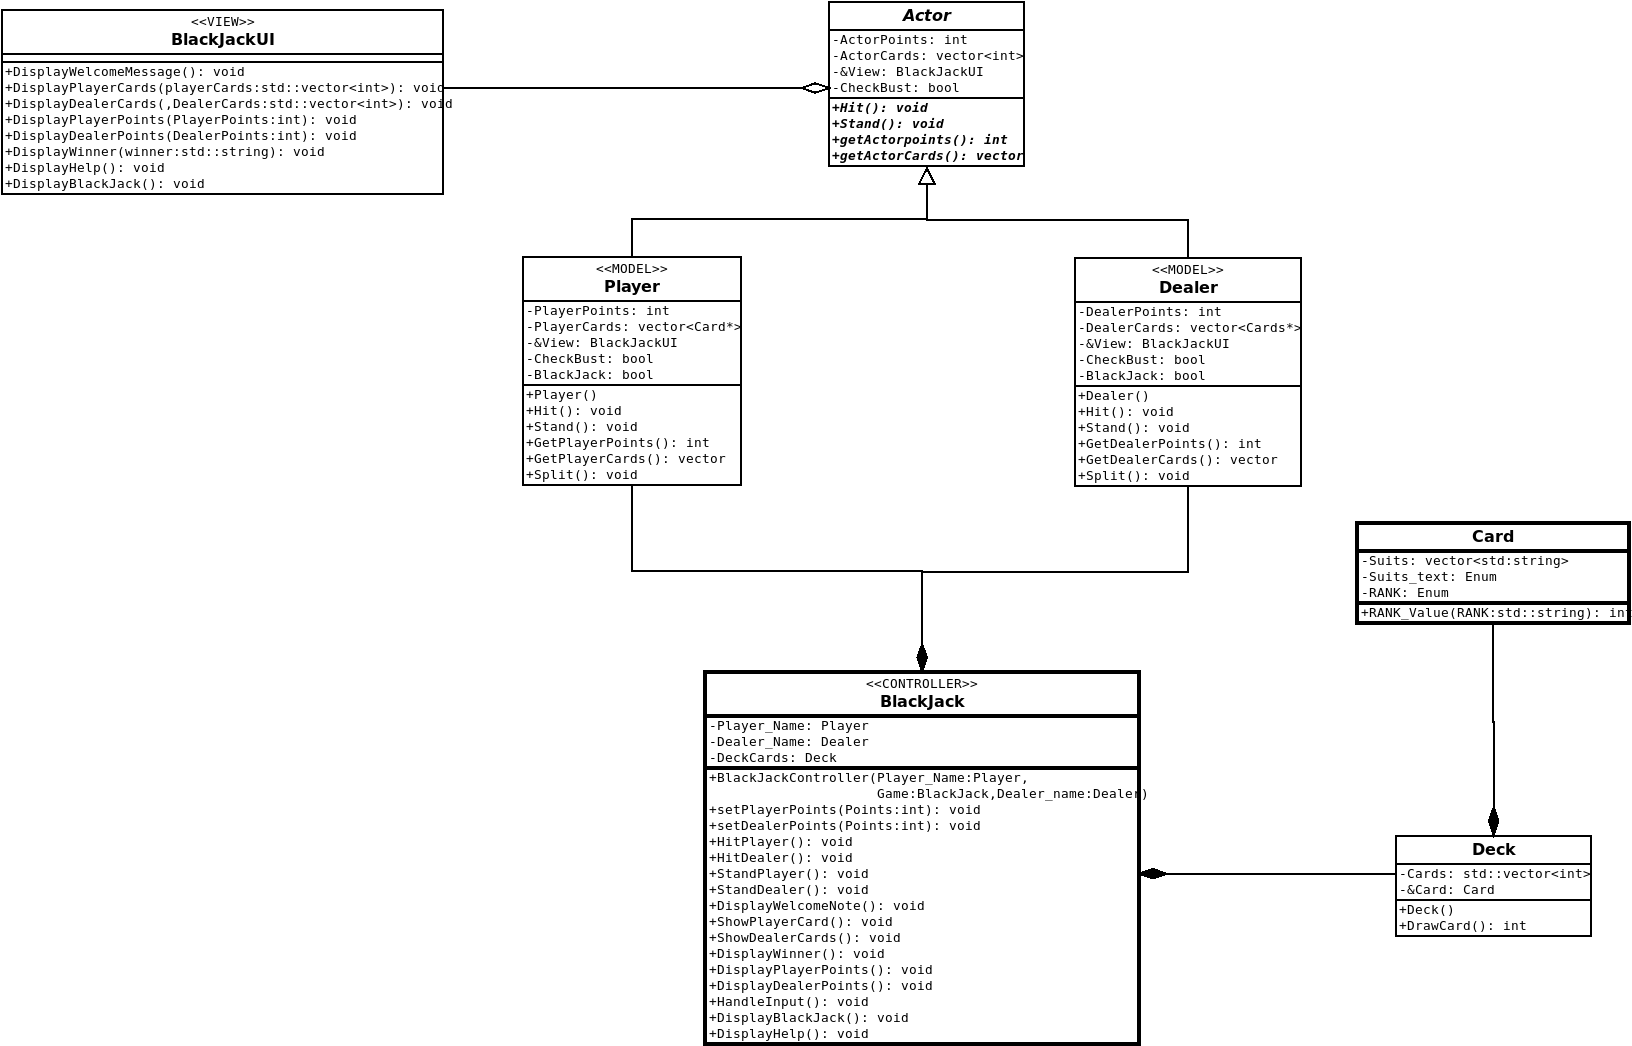 <<VIEW>>
BlackJackUI
+DisplayWelcomeMessage(): void
+DisplayPlayerCards(playerCards:std::vector<int>): void
+DisplayDealerCards(,DealerCards:std::vector<int>): void
+DisplayPlayerPoints(PlayerPoints:int): void
+DisplayDealerPoints(DealerPoints:int): void
+DisplayWinner(winner:std::string): void
+DisplayHelp(): void
+DisplayBlackJack(): void
Actor
-ActorPoints: int
-ActorCards: vector<int>
-&View: BlackJackUI
-CheckBust: bool
+Hit(): void
+Stand(): void
+getActorpoints(): int
+getActorCards(): vector
<<MODEL>>
Player
-PlayerPoints: int
-PlayerCards: vector<Card*>
-&View: BlackJackUI
-CheckBust: bool
-BlackJack: bool
+Player()
+Hit(): void
+Stand(): void
+GetPlayerPoints(): int
+GetPlayerCards(): vector
+Split(): void
<<MODEL>>
Dealer
-DealerPoints: int
-DealerCards: vector<Cards*>
-&View: BlackJackUI
-CheckBust: bool
-BlackJack: bool
+Dealer()
+Hit(): void
+Stand(): void
+GetDealerPoints(): int
+GetDealerCards(): vector
+Split(): void
Card
-Suits: vector<std:string>
-Suits_text: Enum
-RANK: Enum
+RANK_Value(RANK:std::string): int
<<CONTROLLER>>
BlackJack
-Player_Name: Player
-Dealer_Name: Dealer
-DeckCards: Deck
+BlackJackController(Player_Name:Player,
Game:BlackJack,Dealer_name:Dealer)
+setPlayerPoints(Points:int): void
+setDealerPoints(Points:int): void
+HitPlayer(): void
+HitDealer(): void
+StandPlayer(): void
+StandDealer(): void
+DisplayWelcomeNote(): void
+ShowPlayerCard(): void
+ShowDealerCards(): void
+DisplayWinner(): void
+DisplayPlayerPoints(): void
+DisplayDealerPoints(): void
+HandleInput(): void
+DisplayBlackJack(): void
+DisplayHelp(): void
Deck
-Cards: std::vector<int>
-&Card: Card
+Deck()
+DrawCard(): int